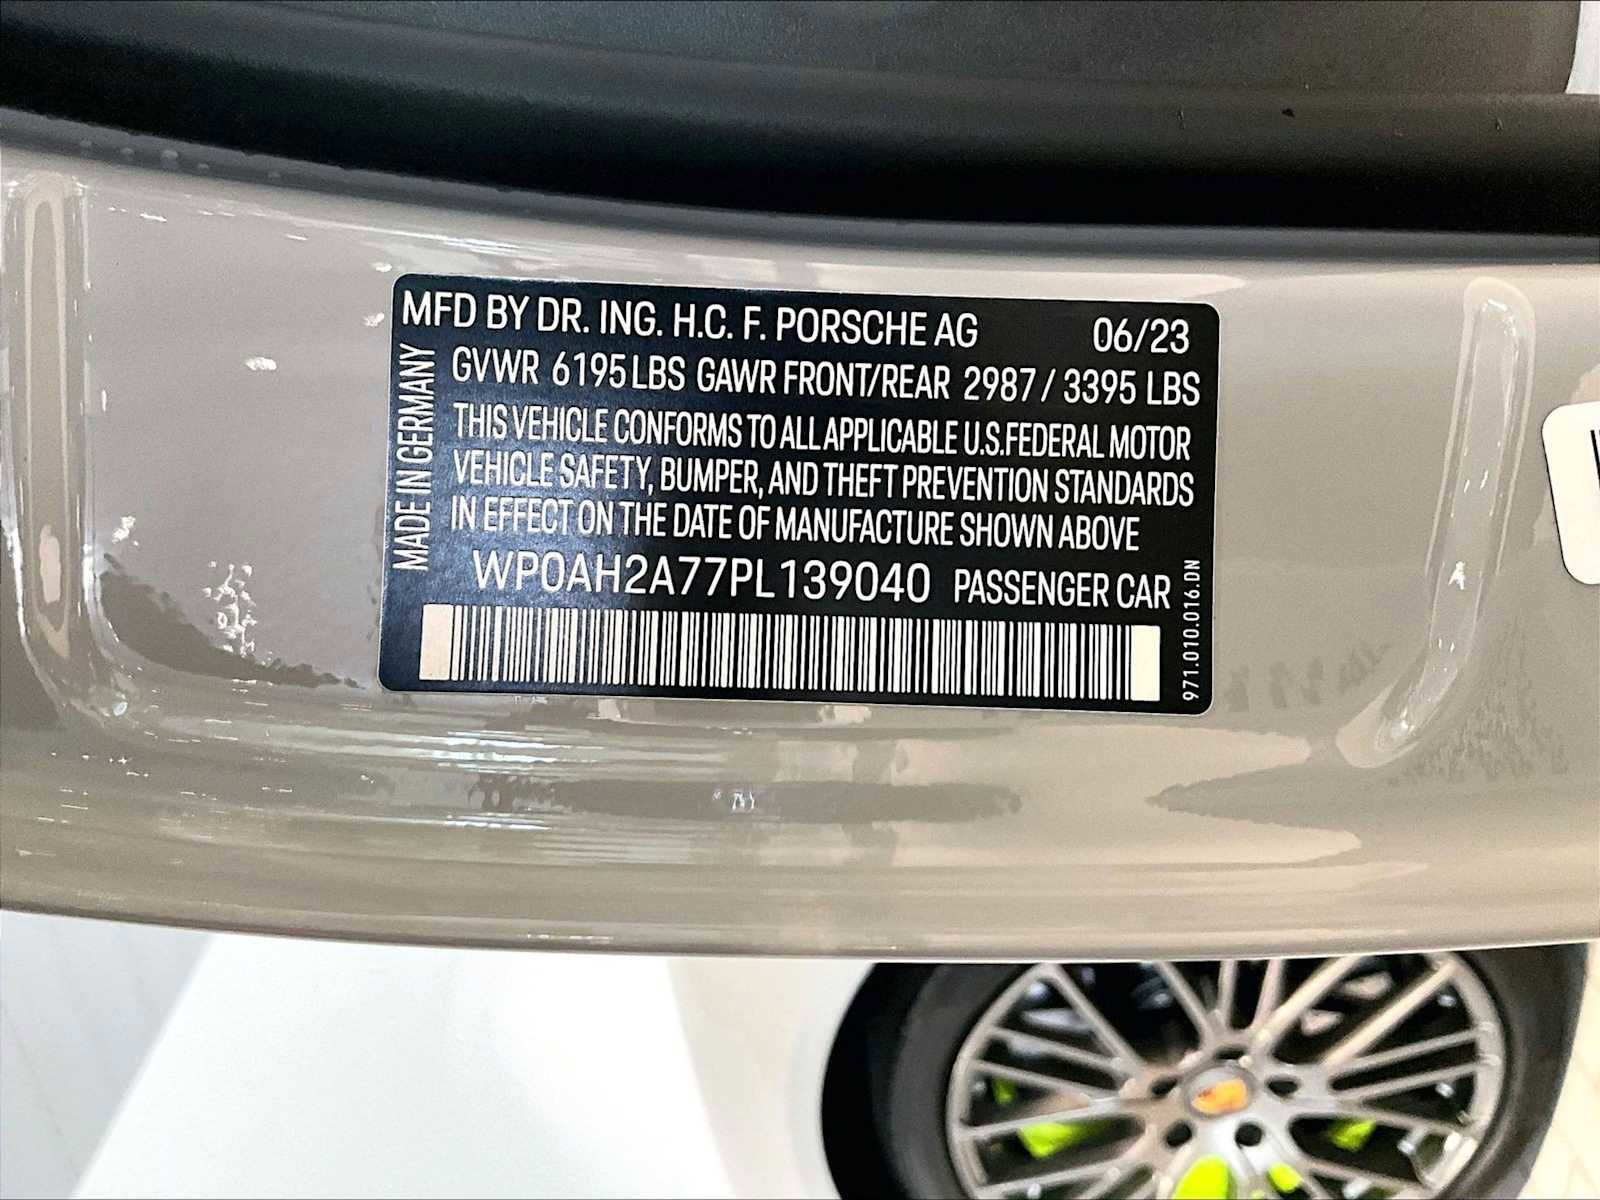 MFD BY DR. ING. H.C. F. PORSCHE AG 06/23
GVWR 6195 LBS GAWR FRONT/REAR 2987 / 3395 LBS
THIS VEHICLE CONFORMS TO ALL APPLICABLE U.S.FEDERAL MOTOR
VEHICLE SAFETY, BUMPER, AND THEFT PREVENTION STANDARDS
IN EFFECT ON THE DATE OF MANUFACTURE SHOWN ABOVE
WP0AH2A77PL139040 PASSENGER CAR
MADE IN GERMANY
971.010.016.DN